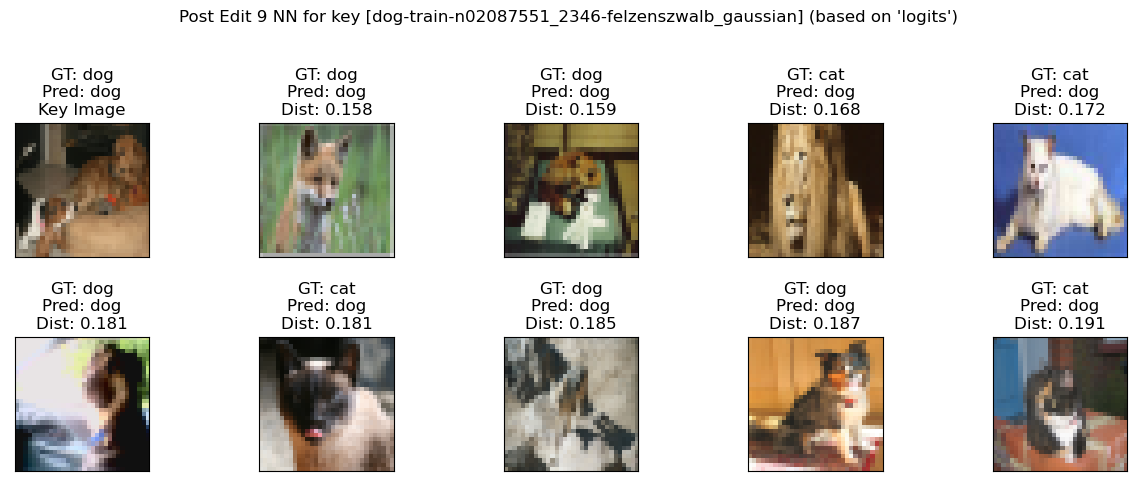 Post Edit 9 NN for key [dog-train-n02087551_2346-felzenszwalb_gaussian] (based on 'logits')
GT: dog
Pred: dog
Key Image
GT: dog
Pred: dog
Dist: 0.158
GT: dog
Pred: dog
Dist: 0.159
GT: cat
Pred: dog
Dist: 0.168
GT: cat
Pred: dog
Dist: 0.172
GT: dog
Pred: dog
Dist: 0.181
GT: cat
Pred: dog
Dist: 0.181
GT: dog
Pred: dog
Dist: 0.185
GT: dog
Pred: dog
Dist: 0.187
GT: cat
Pred: dog
Dist: 0.191